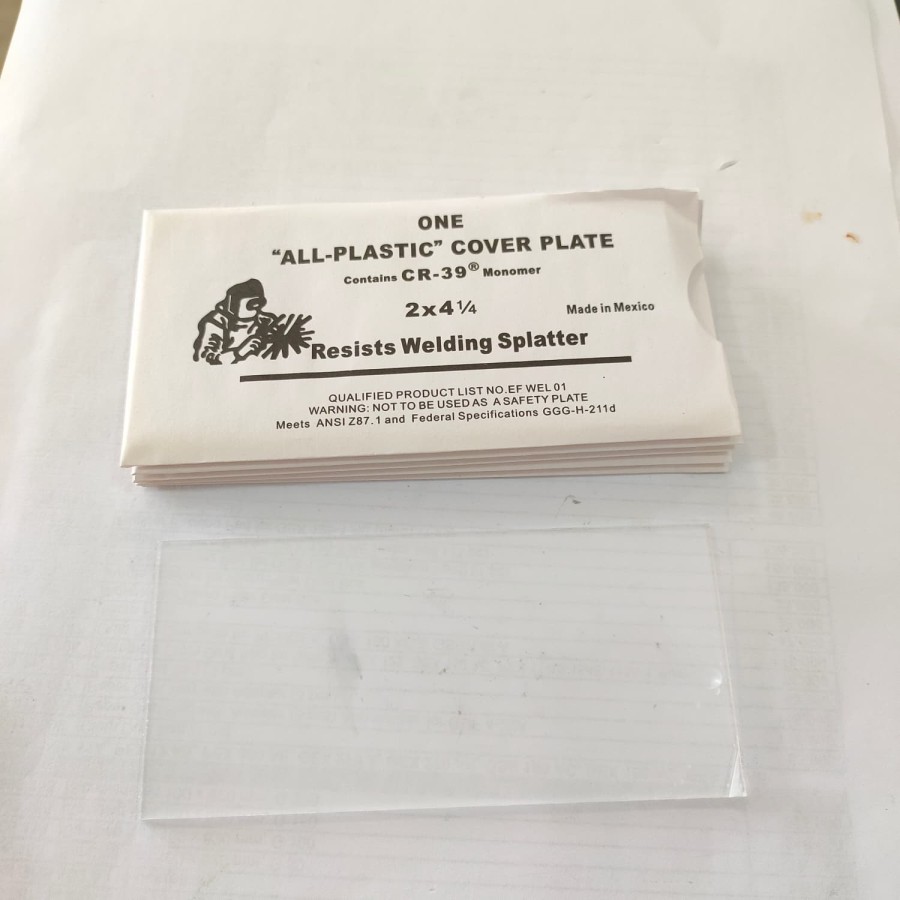 ONE
"ALL-PLASTIC" COVER PLATE
Contains CR-39® Monomer
2x4¼
Made in Mexico
Resists Welding Splatter
QUALIFIED PRODUCT LIST NO.EF WEL 01
WARNING: NOT TO BE USED AS A SAFETY PLATE
Meets ANSI Z87.1 and Federal Specifications GGG-H-211d